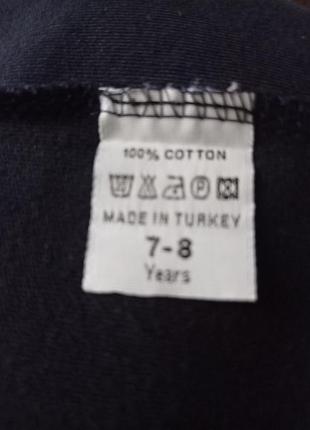 100% COTTON
MADE IN TURKEY
7-8
Years